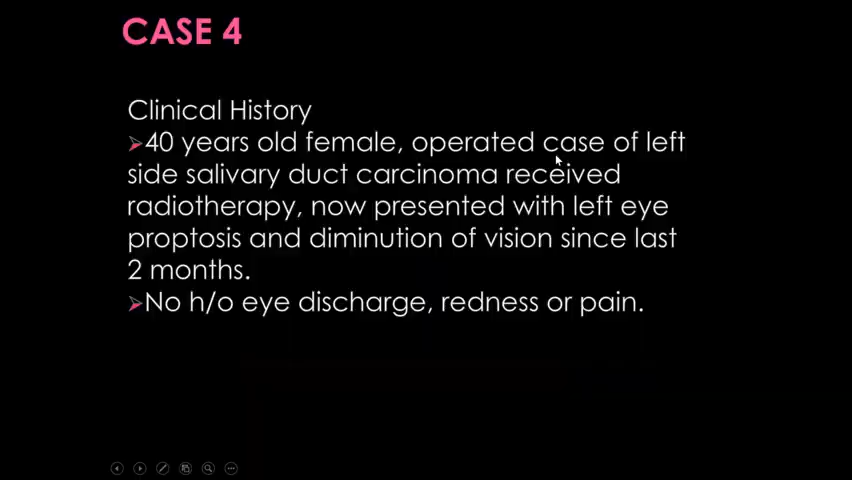 CASE 4
Clinical History
➢40 years old female, operated case of left
side salivary duct carcinoma received
radiotherapy, now presented with left eye
proptosis and diminution of vision since last
2 months.
➢No h/o eye discharge, redness or pain.